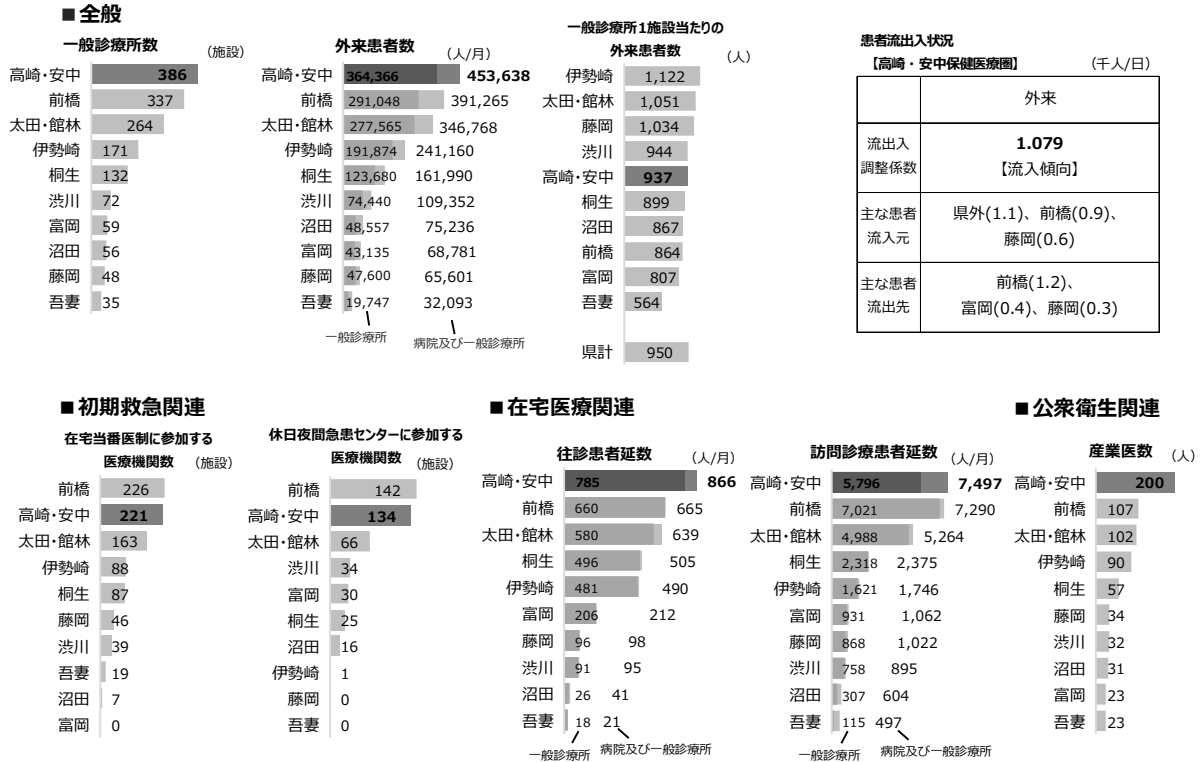 ■全般
一般診療所数 （施設）
高崎・安中 386
前橋 337
太田・館林 264
伊勢崎 171
桐生 132
渋川 72
富岡 59
沼田 56
藤岡 48
吾妻 35
外来患者数 （人/月）
高崎・安中 364,366 453,638
前橋 291,048 391,265
太田・館林 277,565 346,768
伊勢崎 191,874 241,160
桐生 123,680 161,990
渋川 74,440 109,352
沼田 48,557 75,236
富岡 43,135 68,781
藤岡 47,600 65,601
吾妻 19,747 32,093
一般診療所 病院及び一般診療所
一般診療所1施設当たりの
外来患者数 （人）
伊勢崎 1,122
太田・館林 1,051
藤岡 1,034
渋川 944
高崎・安中 937
桐生 899
沼田 867
前橋 864
富岡 807
吾妻 564
県計 950
患者流出入状況
【高崎・安中保健医療圏】 （千人/日）
外来
流出入
調整係数
1.079
【流入傾向】
主な患者
流入元
県外(1.1)、前橋(0.9)、
藤岡(0.6)
主な患者
流出先
前橋(1.2)、
富岡(0.4)、藤岡(0.3)
■初期救急関連
在宅当番医制に参加する
医療機関数 （施設）
前橋 226
高崎・安中 221
太田・館林 163
伊勢崎 88
桐生 87
藤岡 46
渋川 39
吾妻 19
沼田 7
富岡 0
休日夜間急患センターに参加する
医療機関数 （施設）
前橋 142
高崎・安中 134
太田・館林 66
渋川 34
富岡 30
桐生 25
沼田 16
伊勢崎 1
藤岡 0
吾妻 0
■在宅医療関連
往診患者延数 （人/月）
高崎・安中 785 866
前橋 660 665
太田・館林 580 639
桐生 496 505
伊勢崎 481 490
富岡 206 212
藤岡 96 98
渋川 91 95
沼田 26 41
吾妻 18 21
一般診療所 病院及び一般診療所
訪問診療患者延数 （人/月）
高崎・安中 5,796 7,497
前橋 7,021 7,290
太田・館林 4,988 5,264
桐生 2,318 2,375
伊勢崎 1,621 1,746
富岡 931 1,062
藤岡 868 1,022
渋川 758 895
沼田 307 604
吾妻 115 497
一般診療所 病院及び一般診療所
■公衆衛生関連
産業医数 （人）
高崎・安中 200
前橋 107
太田・館林 102
伊勢崎 90
桐生 57
藤岡 34
渋川 32
沼田 31
富岡 23
吾妻 23